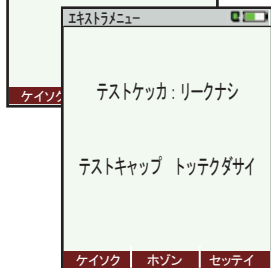 ｴｷｽﾄﾗﾒﾆｭｰ
テストケッカ : リークナシ
テストキャップ トッテクダサイ
ケイソク
ケイソク ホゾン セッテイ